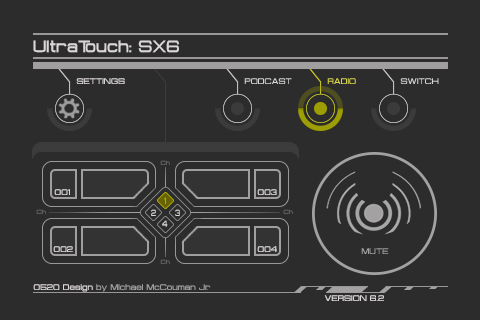 UltraTouch: SX6
SETTINGS
PODCAST
RADIO
SWITCH
Ch
001
003
1
Ch
2
3
Ch
4
002
004
MUTE
Ch
0620 Design by Michael McCouman Jr
VERSION 6.2